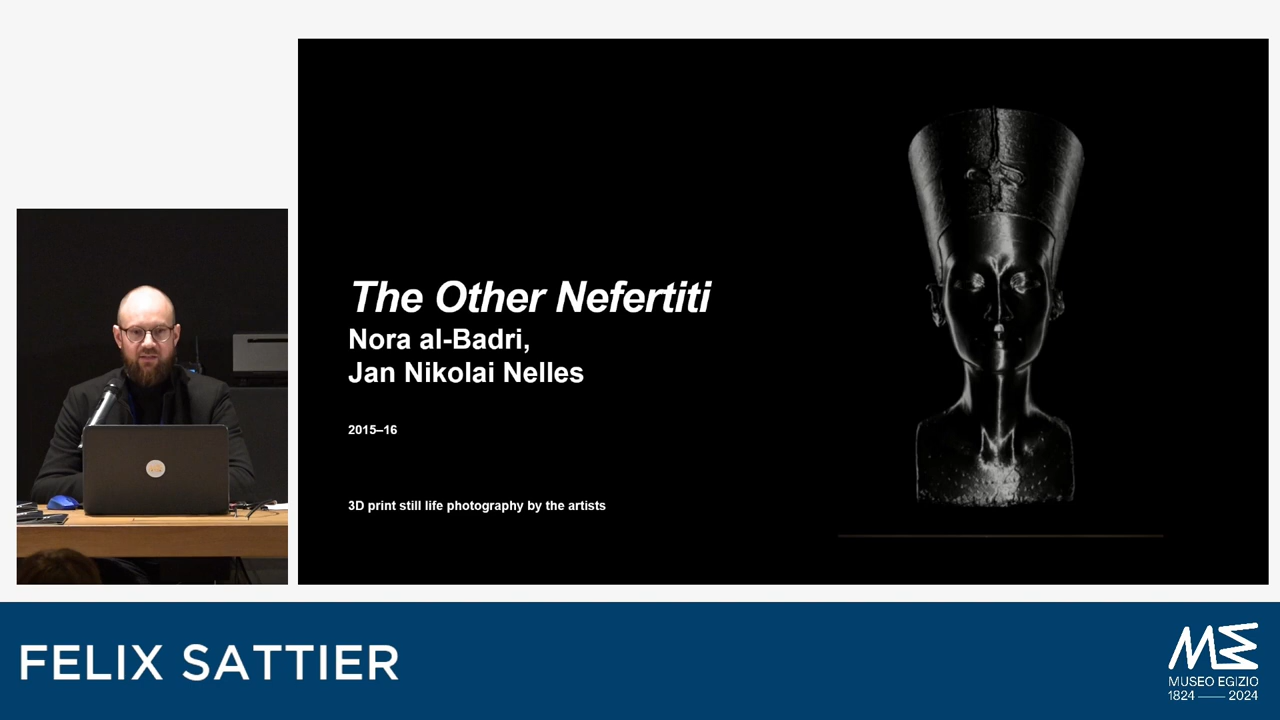 The Other Nefertiti
Nora al-Badri,
Jan Nikolai Nelles
2015–16
3D print still life photography by the artists
FELIX SATTIER
ME
MUSEO EGIZIO
1824 — 2024